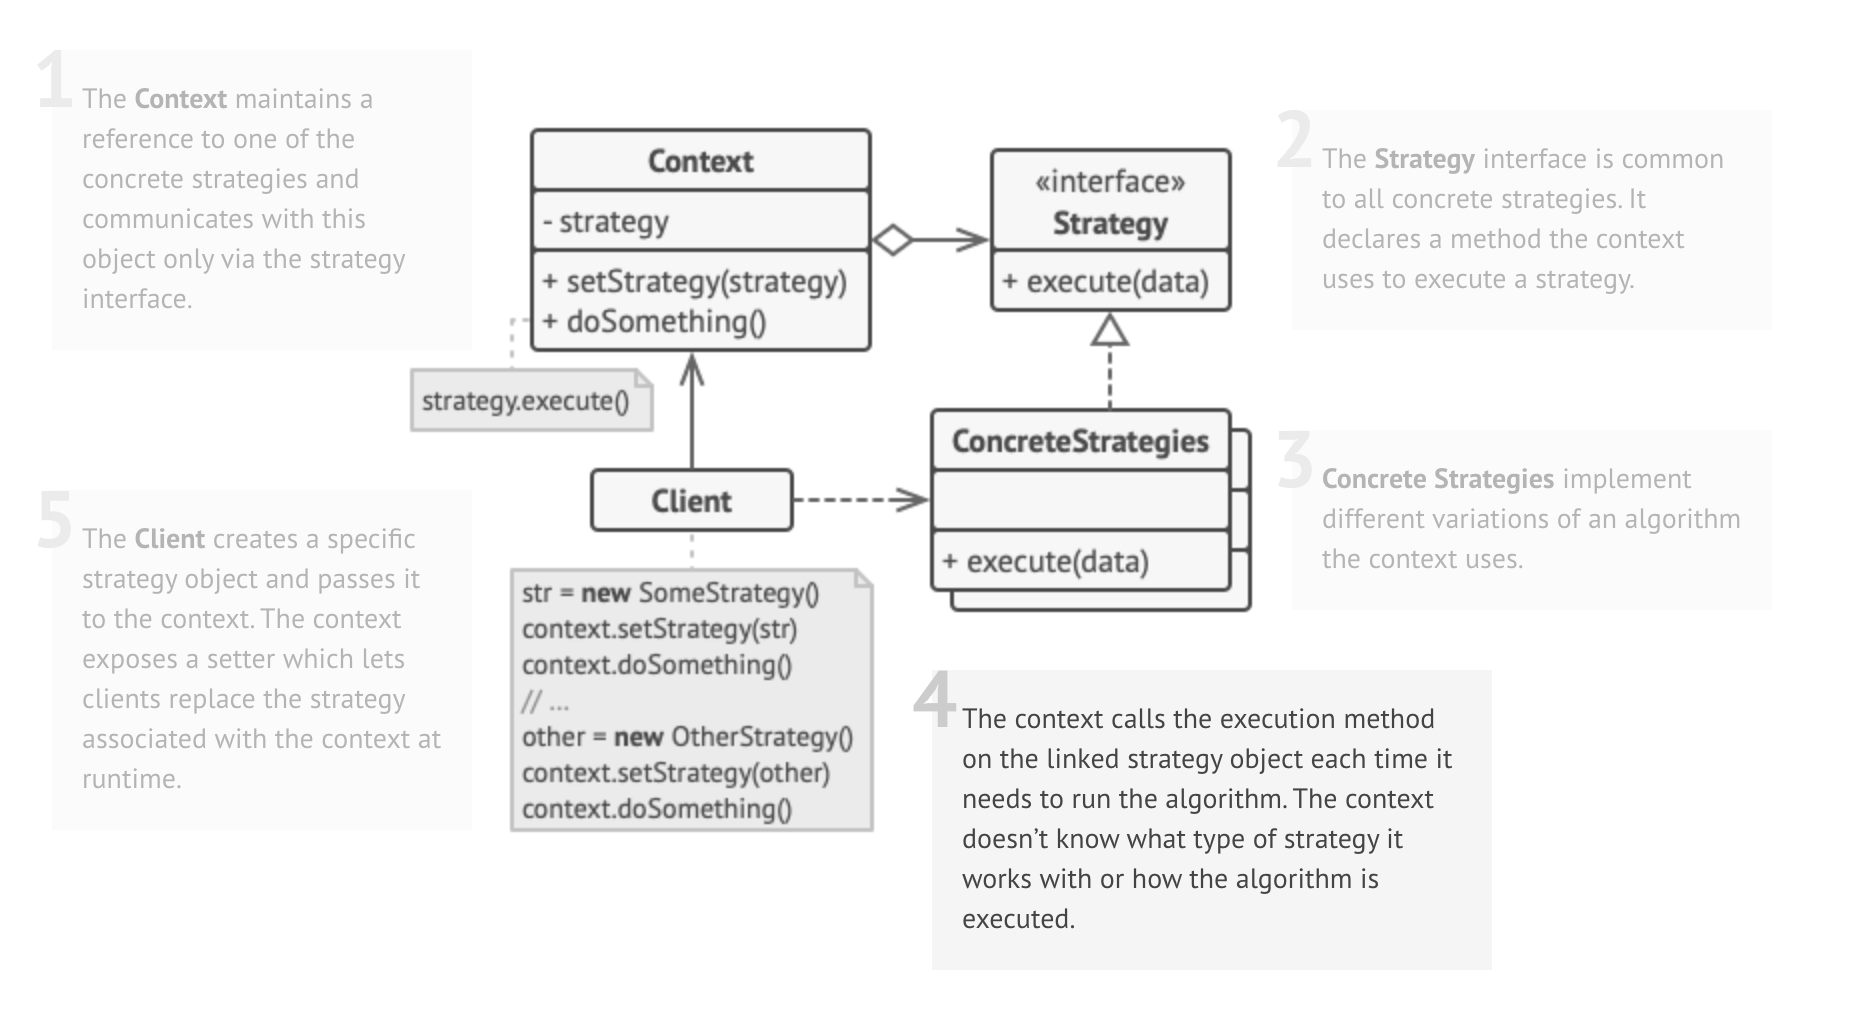 1
The Context maintains a
reference to one of the
concrete strategies and
communicates with this
object only via the strategy
interface.
Context
- strategy
+ setStrategy(strategy)
+ doSomething()
strategy.execute()
«interface»
Strategy
+ execute(data)
2
The Strategy interface is common
to all concrete strategies. It
declares a method the context
uses to execute a strategy.
ConcreteStrategies
+ execute(data)
3
Concrete Strategies implement
different variations of an algorithm
the context uses.
Client
str = new SomeStrategy()
context.setStrategy(str)
context.doSomething()
// ...
other = new OtherStrategy()
context.setStrategy(other)
context.doSomething()
4
The context calls the execution method
on the linked strategy object each time it
needs to run the algorithm. The context
doesn’t know what type of strategy it
works with or how the algorithm is
executed.
5
The Client creates a specific
strategy object and passes it
to the context. The context
exposes a setter which lets
clients replace the strategy
associated with the context at
runtime.